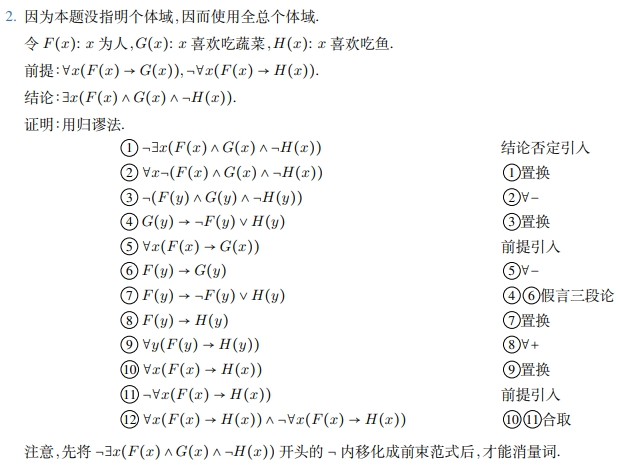 2. 因为本题没指明个体域,因而使用全总个体域.
令 F(x): x 为人,G(x): x 喜欢吃蔬菜,H(x): x 喜欢吃鱼.
前提:∀x(F(x) → G(x)),¬∀x(F(x) → H(x)).
结论:∃x(F(x) ∧ G(x) ∧ ¬H(x)).
证明:用归谬法.
① ¬∃x(F(x) ∧ G(x) ∧ ¬H(x)) 结论否定引入
② ∀x¬(F(x) ∧ G(x) ∧ ¬H(x)) ①置换
③ ¬(F(y) ∧ G(y) ∧ ¬H(y)) ②∀−
④ G(y) → ¬F(y) ∨ H(y) ③置换
⑤ ∀x(F(x) → G(x)) 前提引入
⑥ F(y) → G(y) ⑤∀−
⑦ F(y) → ¬F(y) ∨ H(y) ④⑥假言三段论
⑧ F(y) → H(y) ⑦置换
⑨ ∀y(F(y) → H(y)) ⑧∀+
⑩ ∀x(F(x) → H(x)) ⑨置换
⑪ ¬∀x(F(x) → H(x)) 前提引入
⑫ ∀x(F(x) → H(x)) ∧ ¬∀x(F(x) → H(x)) ⑩⑪合取
注意,先将 ¬∃x(F(x) ∧ G(x) ∧ ¬H(x)) 开头的 ¬ 内移化成前束范式后,才能消量词.